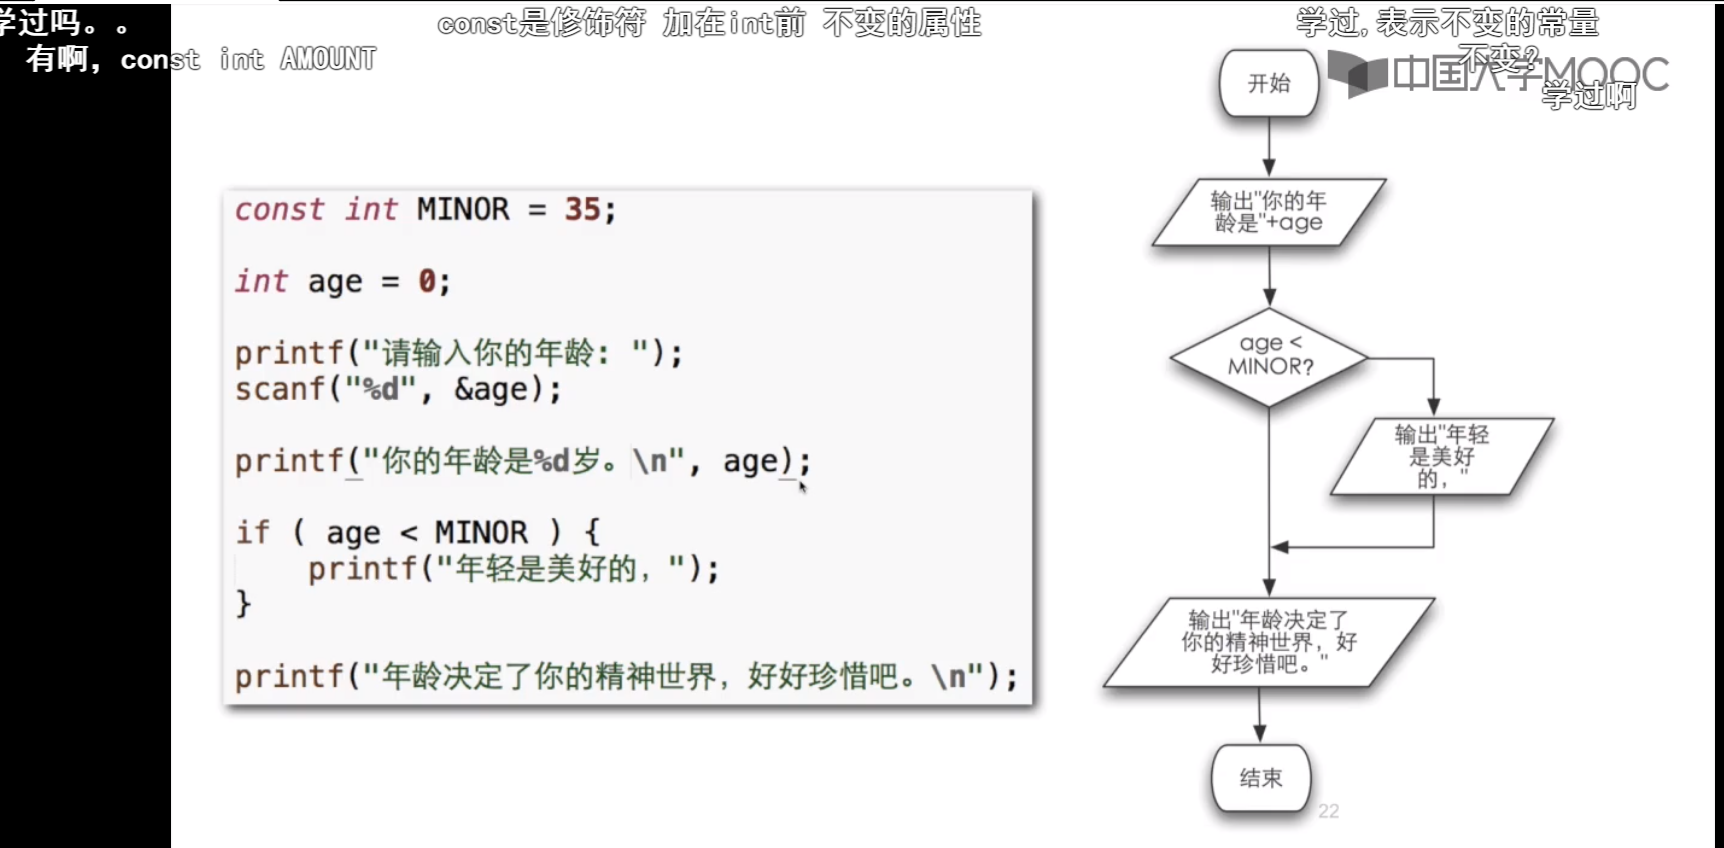 学过吗。。
const是修饰符 加在int前 不变的属性
学过,表示不变的常量
有啊，const int AMOUNT
不变?
中国大学MOOC
学过啊
const int MINOR = 35;
int age = 0;
printf("请输入你的年龄: ");
scanf("%d", &age);
printf("你的年龄是%d岁。\n", age);
if ( age < MINOR ) {
printf("年轻是美好的，");
}
printf("年龄决定了你的精神世界，好好珍惜吧。\n");
开始
输出"你的年
龄是"+age
age <
MINOR?
输出"年轻
是美好
的，"
输出"年龄决定了
你的精神世界，好
好珍惜吧。"
结束
22